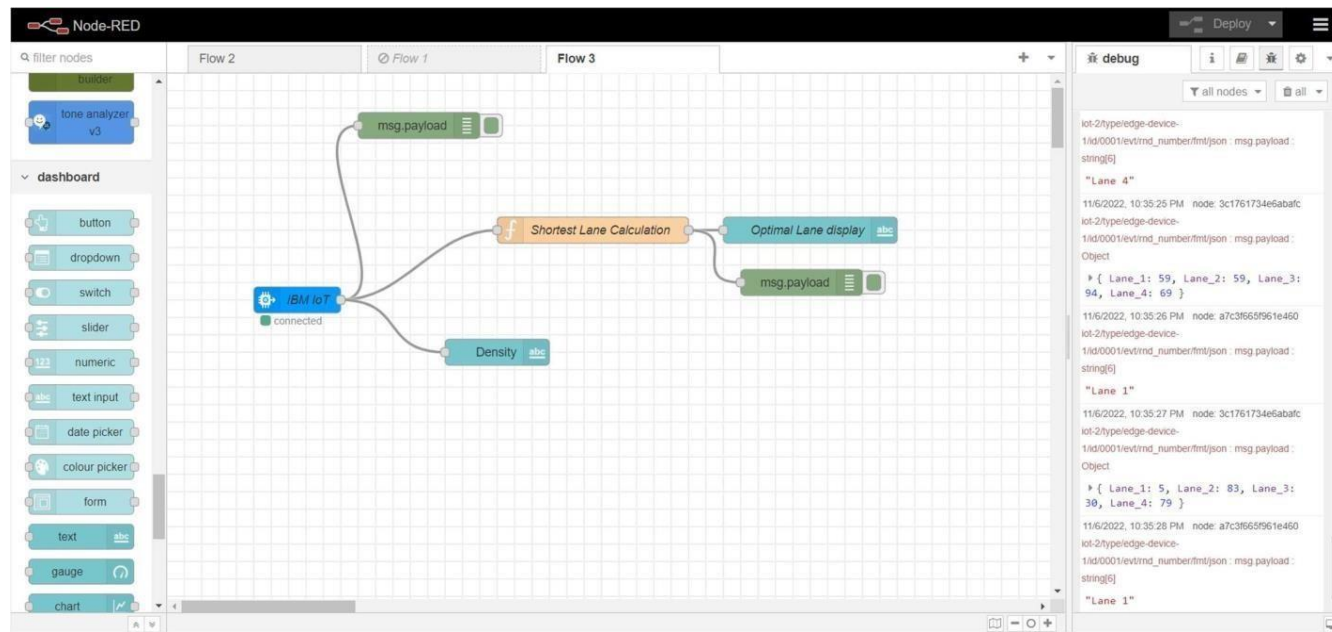 Node-RED
Deploy
filter nodes
Flow 2
Flow 1
Flow 3
debug
i
all nodes
all
builder
tone analyzer
v3
dashboard
button
dropdown
switch
slider
123 numeric
abc text input
date picker
colour picker
form
text abc
gauge
chart
msg.payload
f Shortest Lane Calculation
Optimal Lane display abc
msg.payload
IBM IoT
connected
Density abc
iot-2/type/edge-device-
1/id/0001/evt/rnd_number/fmt/json : msg.payload :
string[6]
"Lane 4"
11/6/2022, 10:35:25 PM node: 3c1761734e6abafc
iot-2/type/edge-device-
1/id/0001/evt/rnd_number/fmt/json : msg.payload :
Object
{ Lane_1: 59, Lane_2: 59, Lane_3:
94, Lane_4: 69 }
11/6/2022, 10:35:26 PM node: a7c3f665f961e460
iot-2/type/edge-device-
1/id/0001/evt/rnd_number/fmt/json : msg.payload :
string[6]
"Lane 1"
11/6/2022, 10:35:27 PM node: 3c1761734e6abafc
iot-2/type/edge-device-
1/id/0001/evt/rnd_number/fmt/json : msg.payload :
Object
{ Lane_1: 5, Lane_2: 83, Lane_3:
30, Lane_4: 79 }
11/6/2022, 10:35:28 PM node: a7c3f665f961e460
iot-2/type/edge-device-
1/id/0001/evt/rnd_number/fmt/json : msg.payload :
string[6]
"Lane 1"